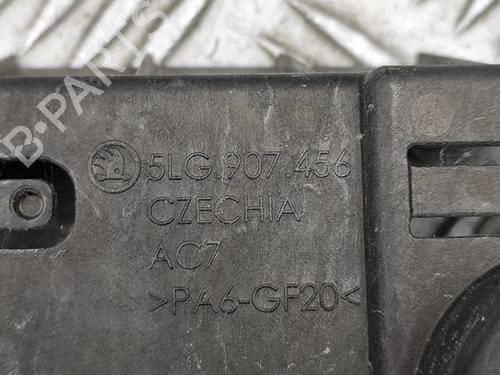 B-PARTS
5LG.907.456
CZECHIA
AC7
>PA6-GF20<